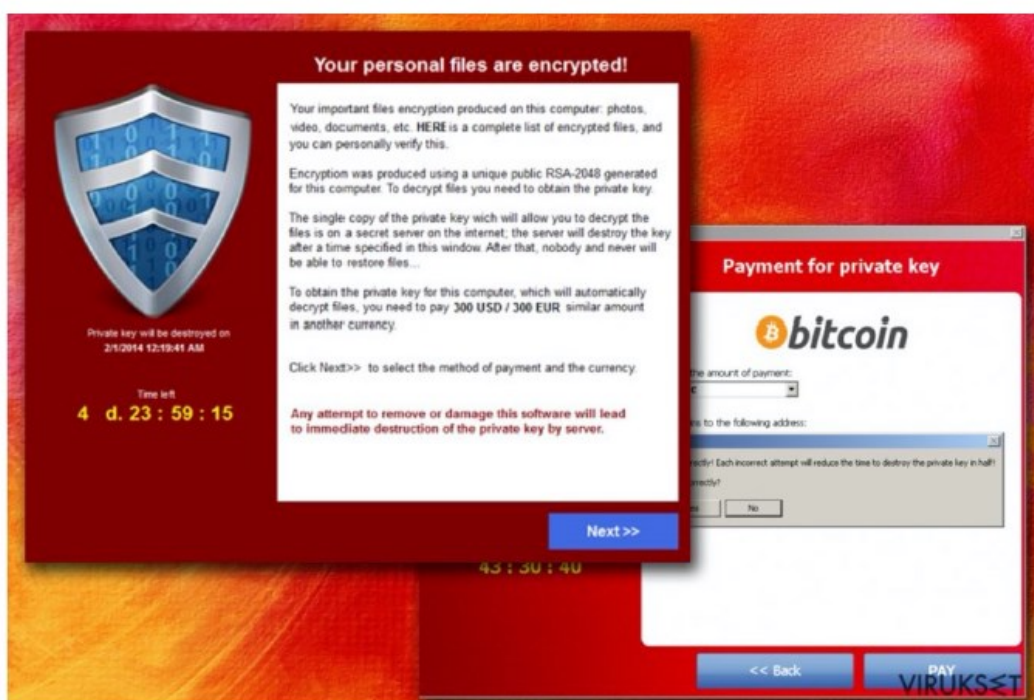 Your personal files are encrypted!
Your important files encryption produced on this computer: photos,
video, documents, etc. HERE is a complete list of encrypted files, and
you can personally verify this.
Encryption was produced using a unique public RSA-2048 generated
for this computer. To decrypt files you need to obtain the private key.
The single copy of the private key wich will allow you to decrypt the
files is on a secret server on the internet; the server will destroy the key
after a time specified in this window. After that, nobody and never will
be able to restore files...
To obtain the private key for this computer, which will automatically
decrypt files, you need to pay 300 USD / 300 EUR similar amount
in another currency.
Click Next>> to select the method of payment and the currency.
Any attempt to remove or damage this software will lead
to immediate destruction of the private key by server.
Next >>
Private key will be destroyed on
2/1/2014 12:19:41 AM
Time left
4 d. 23 : 59 : 15
Payment for private key
bitcoin
the amount of payment:
to the following address:
Each incorrect attempt will reduce the time to destroy the private key in half!
No
43 : 30 : 40
<< Back
PAY
VIRUKSET